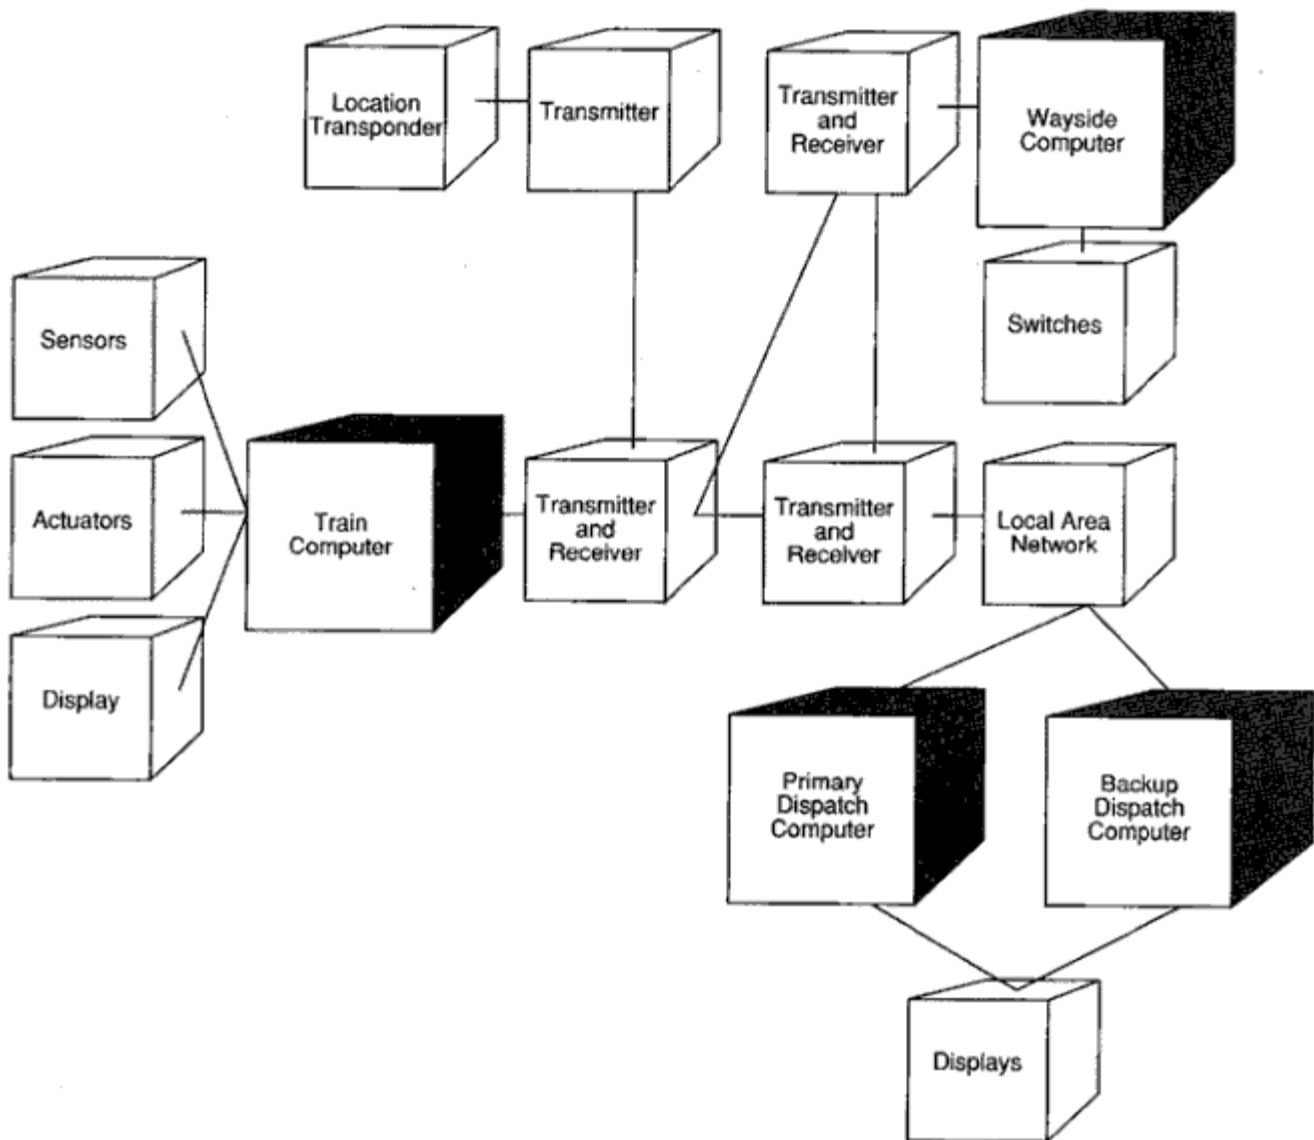 Location
Transponder
Transmitter
Transmitter
and
Receiver
Wayside
Computer
Sensors
Switches
Actuators
Train
Computer
Transmitter
and
Receiver
Transmitter
and
Receiver
Local Area
Network
Display
Primary
Dispatch
Computer
Backup
Dispatch
Computer
Displays